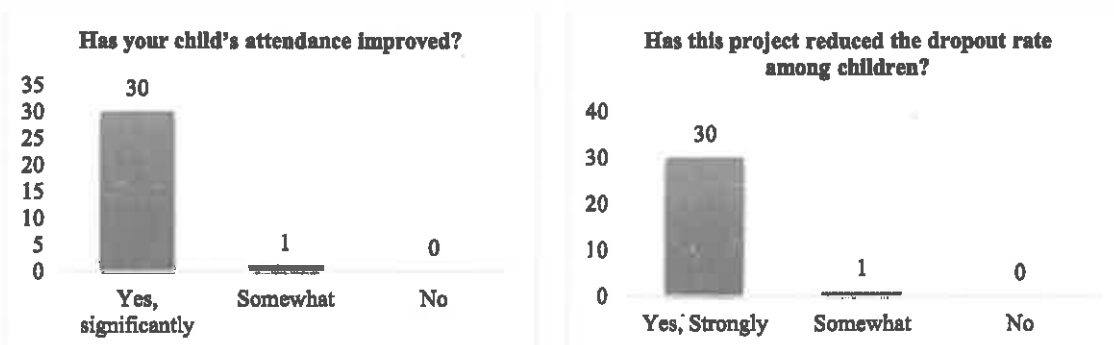 Has your child's attendance improved?
35
30
25
20
15
10
5
0
30
1
0
Yes,
significantly
Somewhat
No
Has this project reduced the dropout rate
among children?
40
30
20
10
0
30
1
0
Yes, Strongly
Somewhat
No